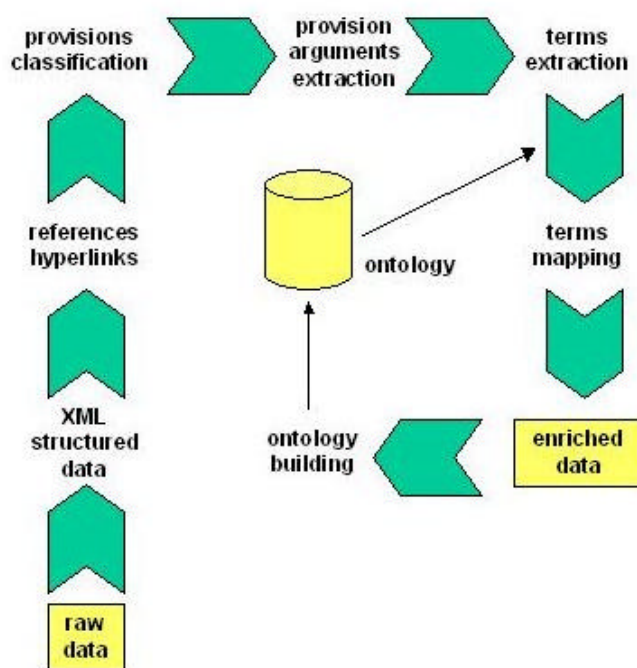 provisions
classification
provision
arguments
extraction
terms
extraction
references
hyperlinks
ontology
terms
mapping
XML
structured
data
ontology
building
enriched
data
raw
data